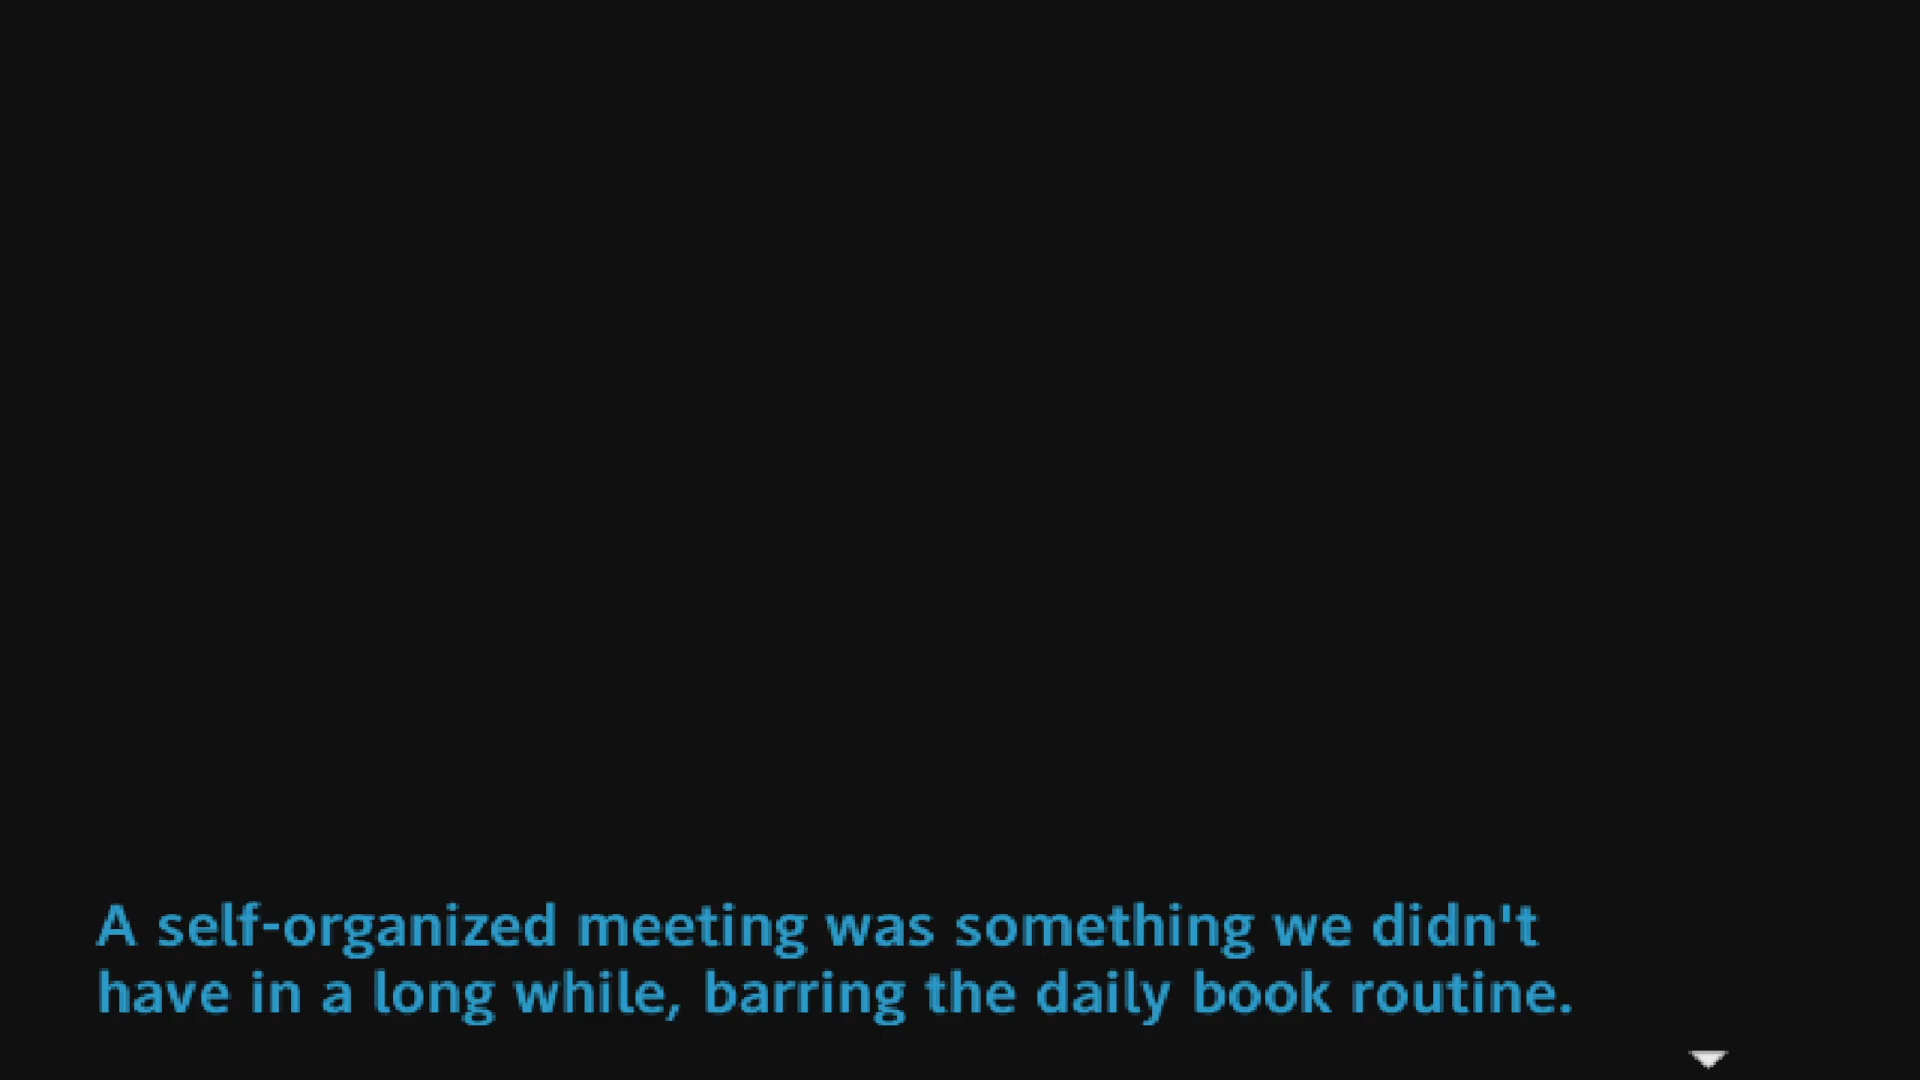 A self-organized meeting was something we didn't
have in a long while, barring the daily book routine.